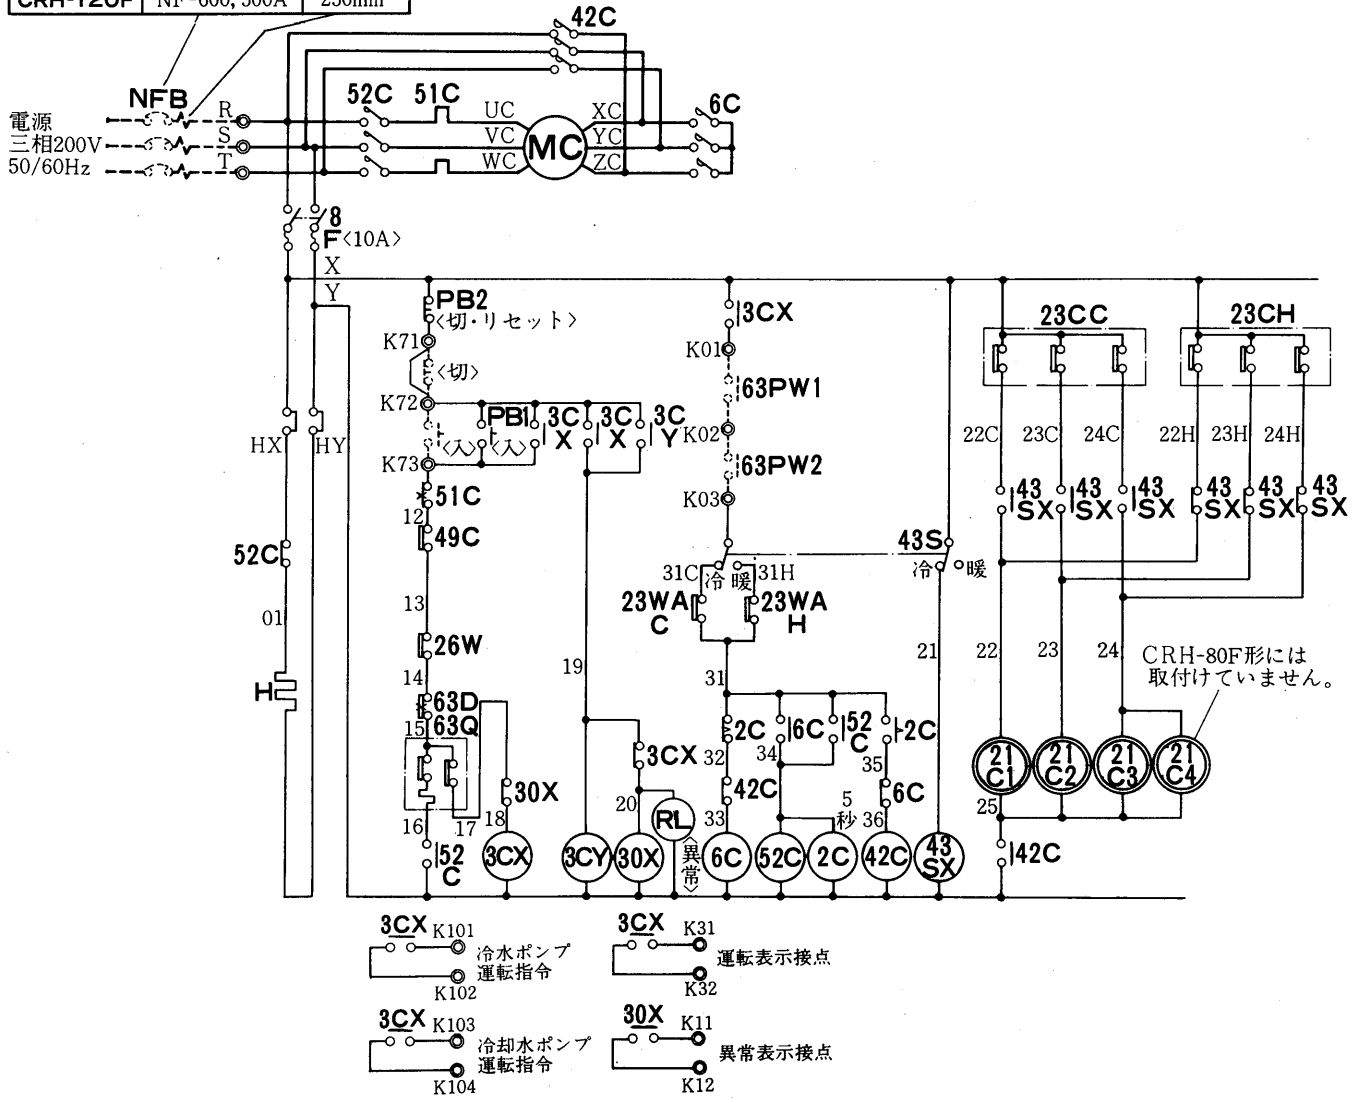 CRH-120F NF-600, 500A 250mm²
42C
NFB 52C 51C 6C
R UC XC
電源
三相200V S VC MC YC
50/60Hz T WC ZC
8
F〈10A〉
X
Y
PB2
〈切・リセット〉
K71
〈切〉
K72
〈入〉 PB1 〈入〉 3C X 3C X 3C Y
K73
51C
12
49C
13
26W
14
63D
15 63Q
16 17
52 C
18 30X
3CX
19
3CX
20
3CY 30X RL 〈異常〉
HX HY
52C
01
H
3CX
K01
63PW1
K02
63PW2
K03
43S
冷 暖
31C 冷 暖 31H
23WA C 23WA H
31
2C 6C 52 C 2C
32 34 35
42C 6C
33 5秒 36
6C 52C 2C 42C 43 SX
21
23CC 23CH
22C 23C 24C 22H 23H 24H
43 SX 43 SX 43 SX 43 SX 43 SX 43 SX
22 23 24
CRH-80F形には
取付けていません。
21 C1 21 C2 21 C3 21 C4
25
42C
3CX K101
冷水ポンプ
運転指令
K102
3CX K31
運転表示接点
K32
3CX K103
冷却水ポンプ
運転指令
K104
30X K11
異常表示接点
K12